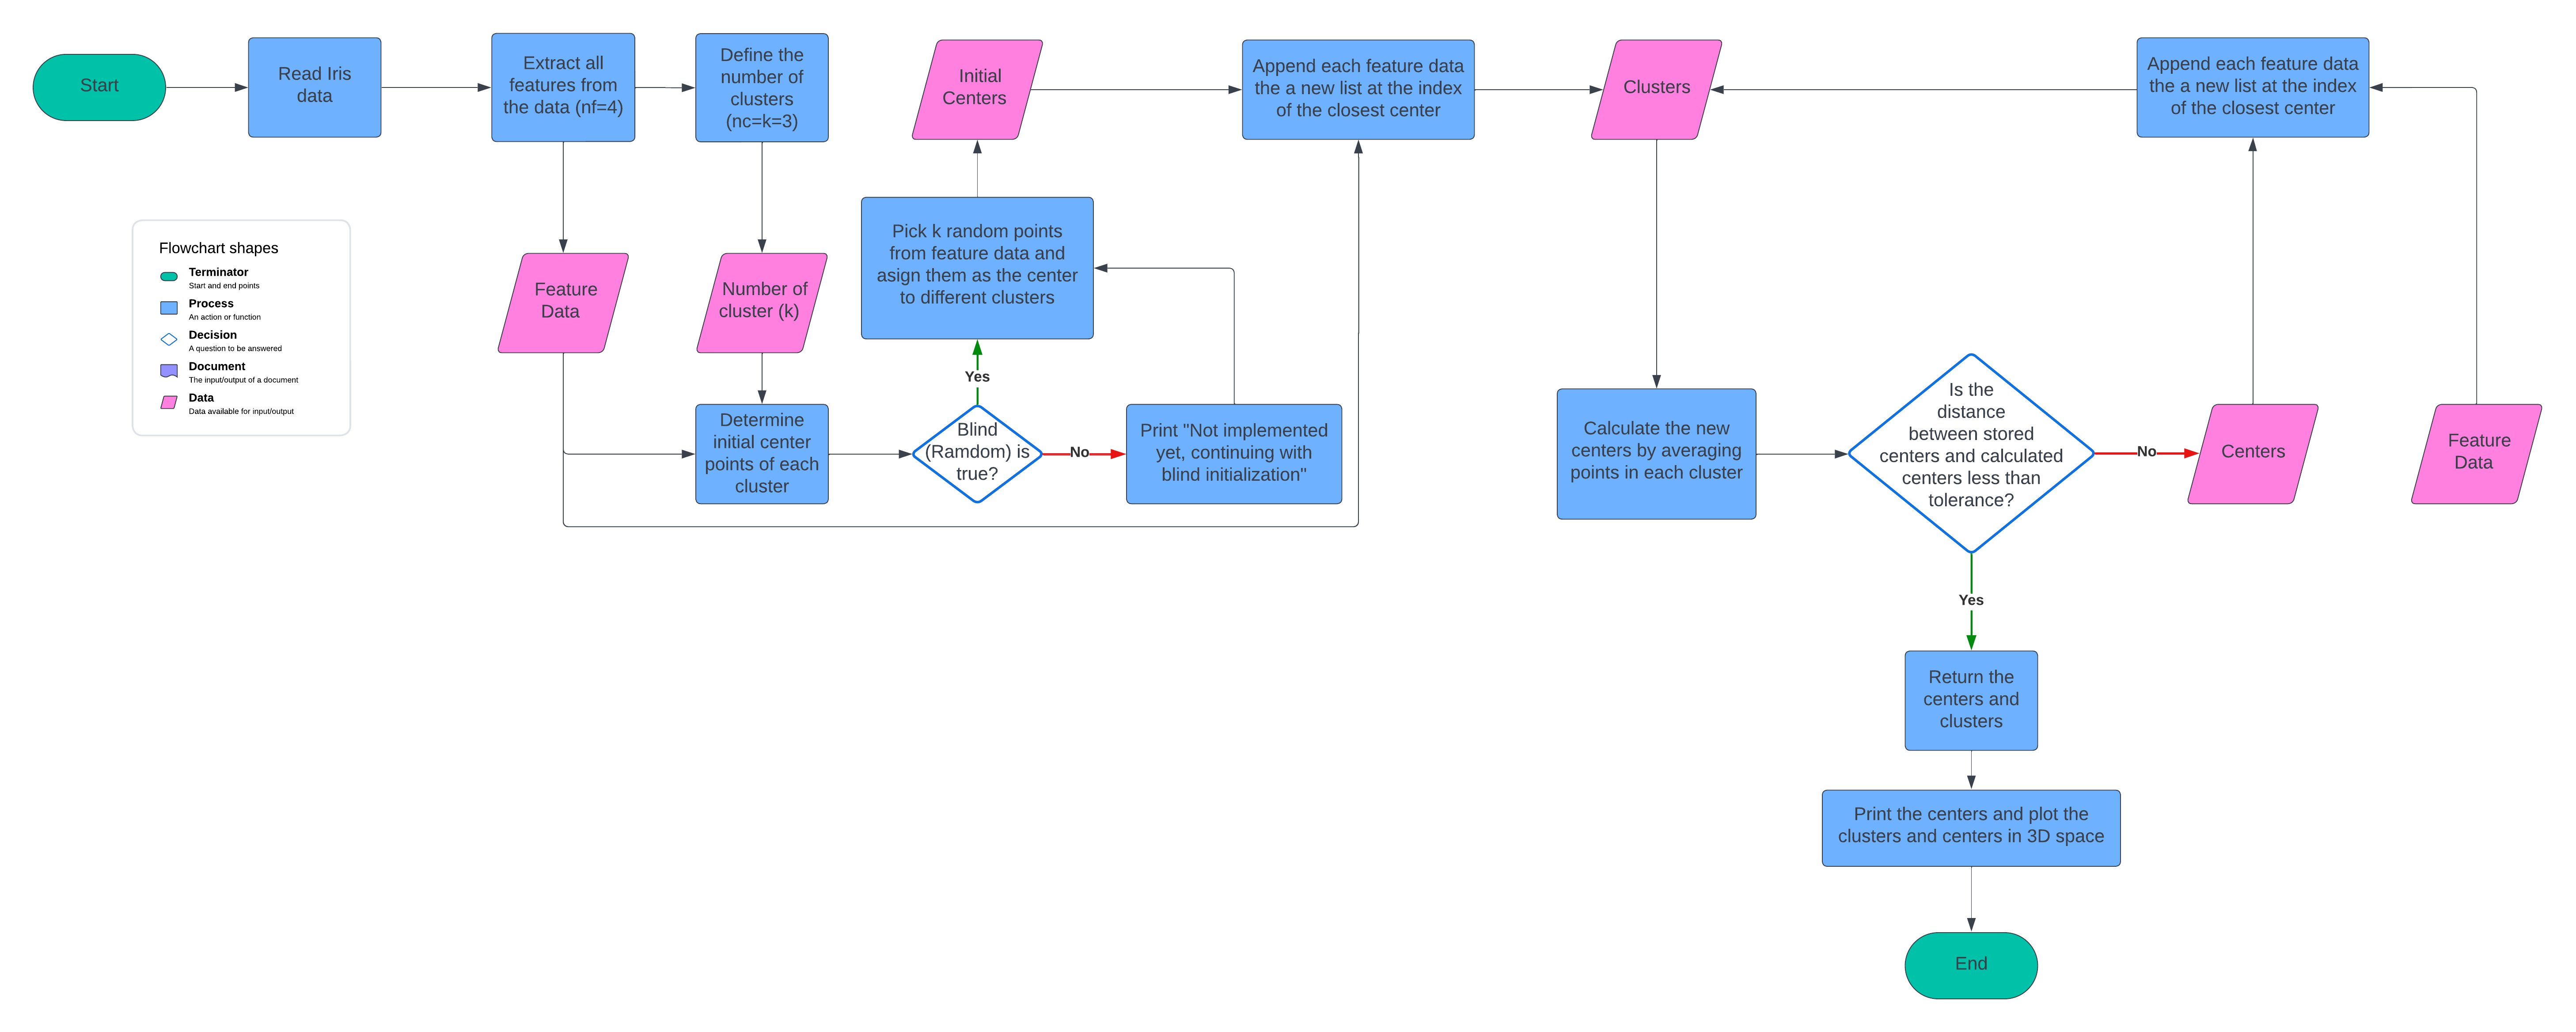 Start
Read Iris
data
Extract all
features from
the data (nf=4)
Define the
number of
clusters
(nc=k=3)
Initial
Centers
Append each feature data
the a new list at the index
of the closest center
Clusters
Append each feature data
the a new list at the index
of the closest center
Flowchart shapes
Terminator
Start and end points
Process
An action or function
Decision
A question to be answered
Document
The input/output of a document
Data
Data available for input/output
Feature
Data
Number of
cluster (k)
Pick k random points
from feature data and
asign them as the center
to different clusters
Yes
Determine
initial center
points of each
cluster
Blind
(Ramdom) is
true?
No
Print "Not implemented
yet, continuing with
blind initialization"
Calculate the new
centers by averaging
points in each cluster
Is the
distance
between stored
centers and calculated
centers less than
tolerance?
No
Centers
Feature
Data
Yes
Return the
centers and
clusters
Print the centers and plot the
clusters and centers in 3D space
End